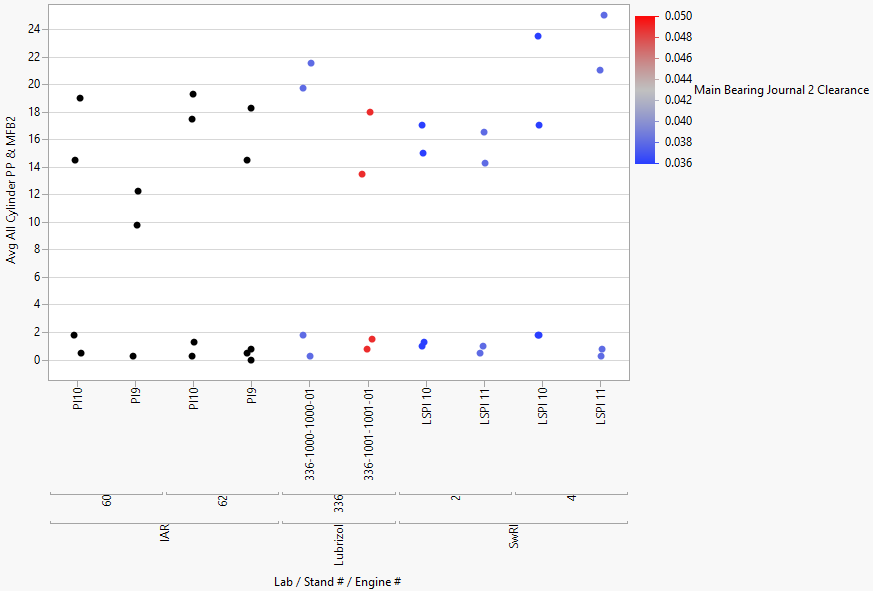 24
22
20
18
16
14
12
10
8
6
4
2
0
Avg All Cylinder PP & MFB2
0.050
0.048
0.046
0.044
0.042
0.040
0.038
0.036
Main Bearing Journal 2 Clearance
PI10
PI9
PI10
PI9
336-1000-1000-01
336-1001-1001-01
LSPI 10
LSPI 11
LSPI 10
LSPI 11
60
62
336
2
4
IAR
Lubrizol
SwRI
Lab / Stand # / Engine #